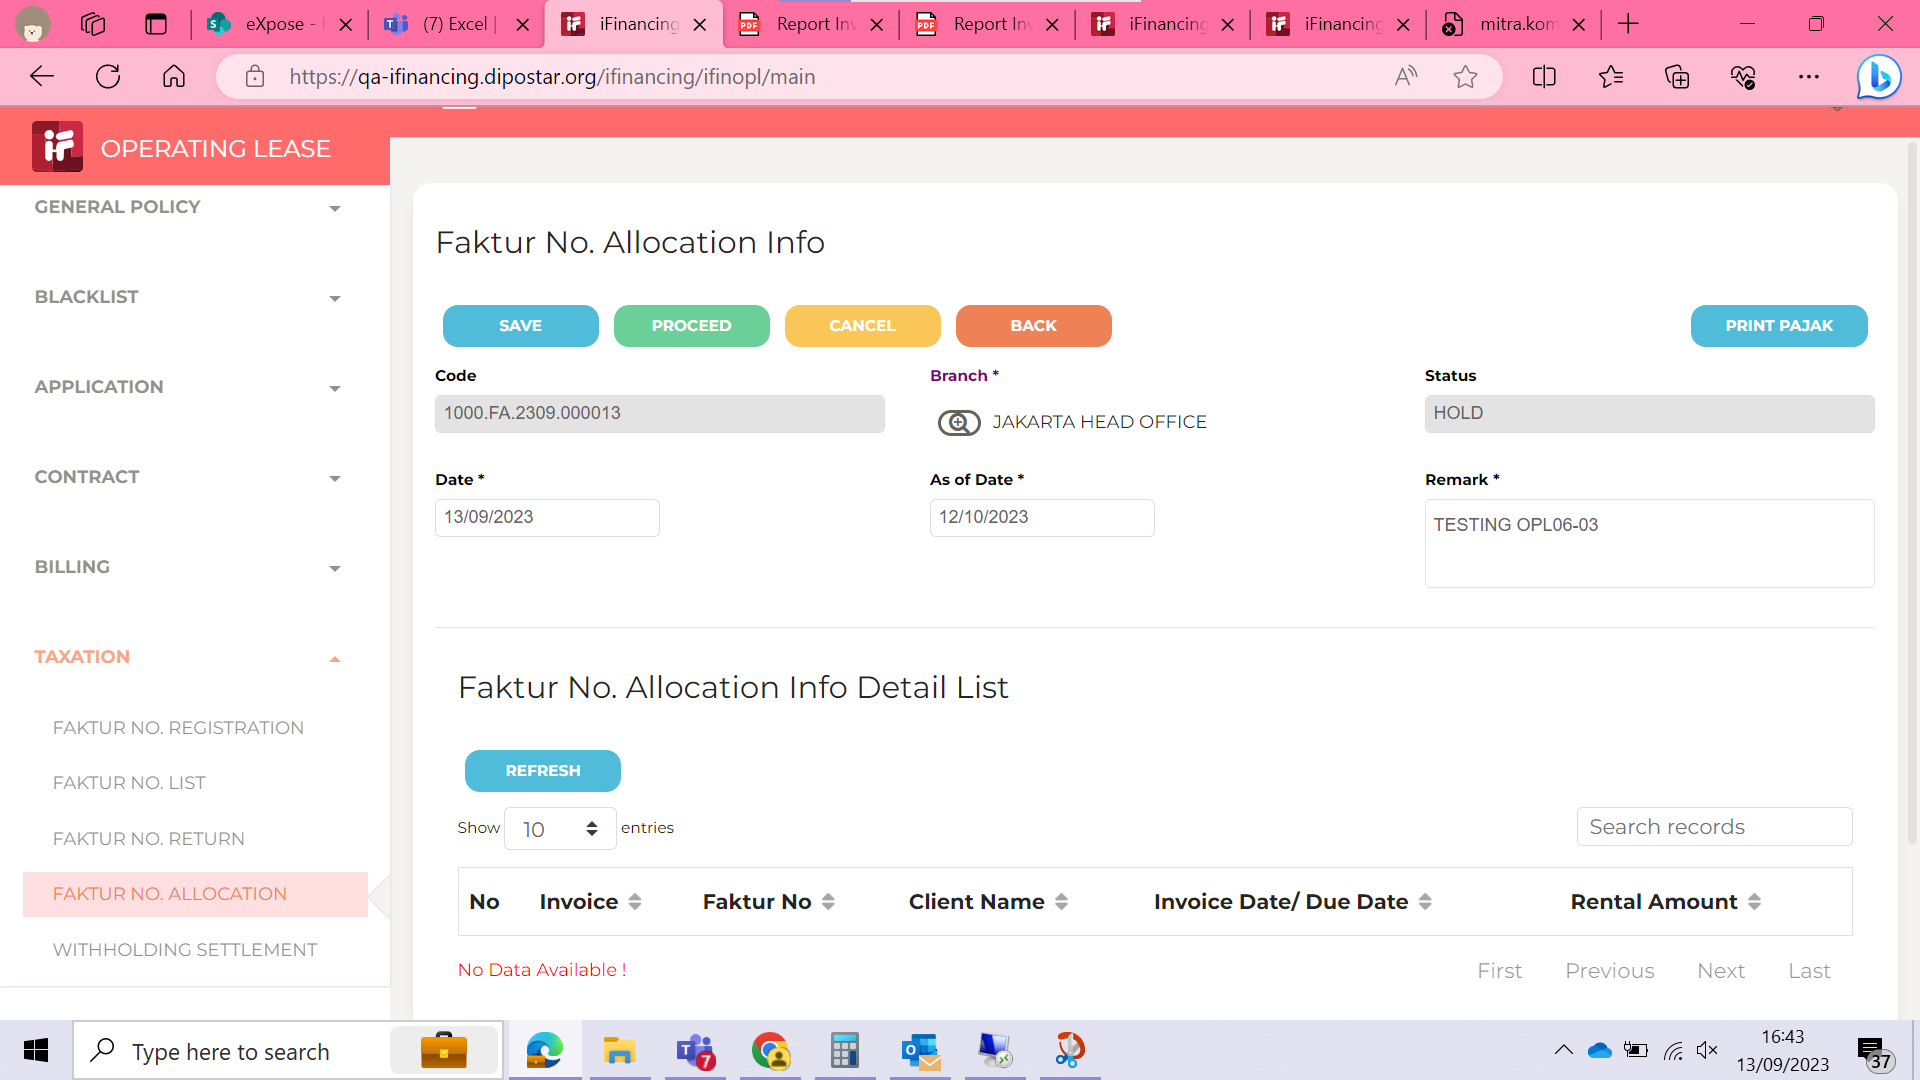 eXpose -
(7) Excel |
iFinancing
Report Inv
Report Inv
iFinancing
iFinancing
mitra.kom
https://qa-ifinancing.dipostar.org/ifinancing/ifinopl/main
iF OPERATING LEASE
GENERAL POLICY
BLACKLIST
APPLICATION
CONTRACT
BILLING
TAXATION
FAKTUR NO. REGISTRATION
FAKTUR NO. LIST
FAKTUR NO. RETURN
FAKTUR NO. ALLOCATION
WITHHOLDING SETTLEMENT
Faktur No. Allocation Info
SAVE PROCEED CANCEL BACK PRINT PAJAK
Code Branch * Status
1000.FA.2309.000013 JAKARTA HEAD OFFICE HOLD
Date * As of Date * Remark *
13/09/2023 12/10/2023 TESTING OPL06-03
Faktur No. Allocation Info Detail List
REFRESH
Show 10 entries Search records
No Invoice Faktur No Client Name Invoice Date/ Due Date Rental Amount
No Data Available ! First Previous Next Last
Type here to search
7
16:43
13/09/2023
37